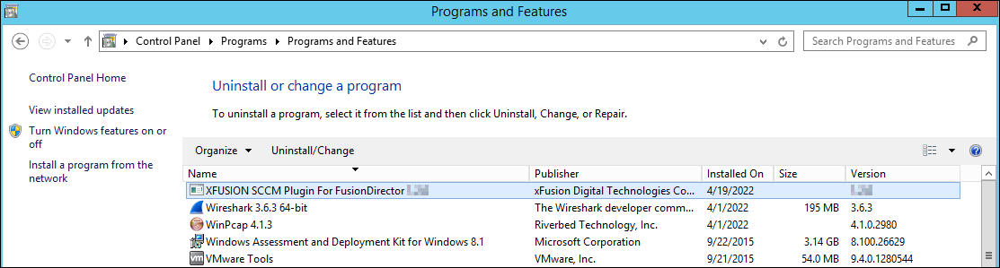 Programs and Features
Control Panel Programs Programs and Features
Search Programs and Features
Control Panel Home
View installed updates
Turn Windows features on or
off
Install a program from the
network
Uninstall or change a program
To uninstall a program, select it from the list and then click Uninstall, Change, or Repair.
Organize Uninstall/Change
Name Publisher Installed On Size Version
XFUSION SCCM Plugin For FusionDirector xFusion Digital Technologies Co... 4/19/2022
Wireshark 3.6.3 64-bit The Wireshark developer comm... 4/1/2022 195 MB 3.6.3
WinPcap 4.1.3 Riverbed Technology, Inc. 4/1/2022 4.1.0.2980
Windows Assessment and Deployment Kit for Windows 8.1 Microsoft Corporation 9/22/2015 3.14 GB 8.100.26629
vm VMware Tools VMware, Inc. 9/21/2015 54.0 MB 9.4.0.1280544